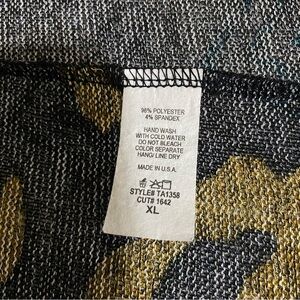 96% POLYESTER
4% SPANDEX
HAND WASH
WITH COLD WATER
DO NOT BLEACH
COLOR SEPARATE
HANG/ LINE DRY
MADE IN U.S.A.
STYLE# TA1358
CUT# 1642
XL